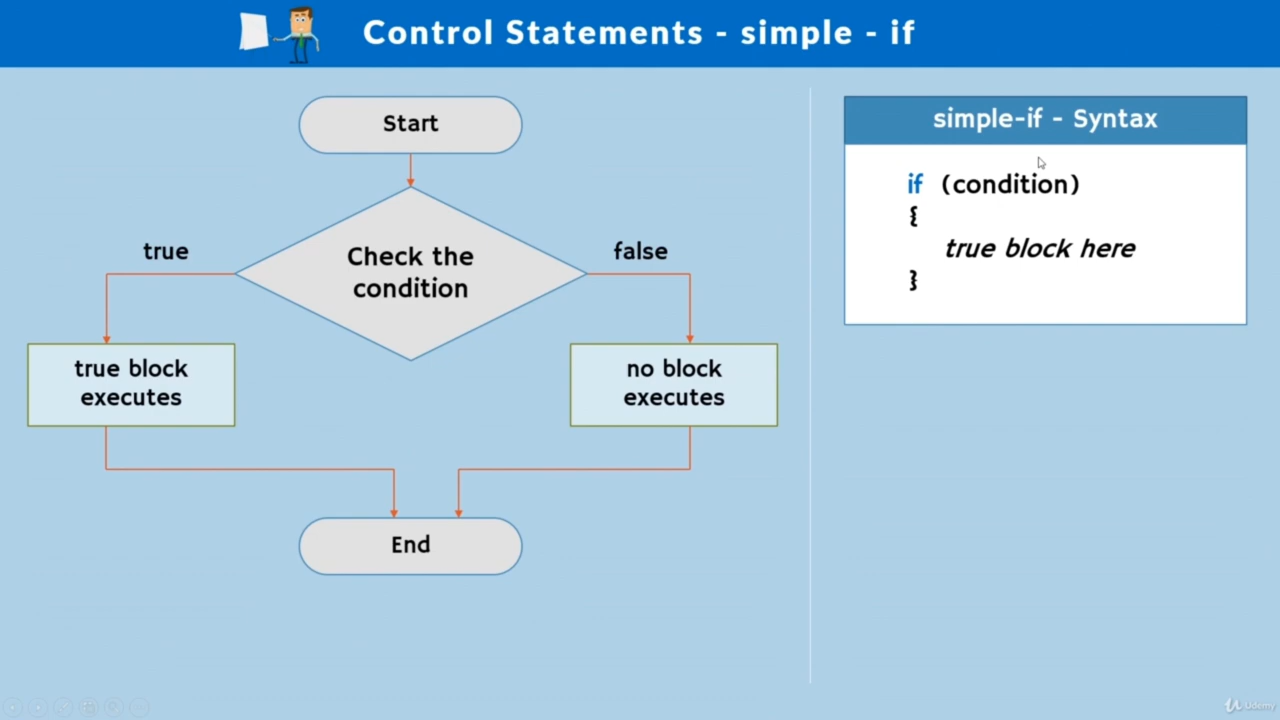 Control Statements - simple - if
Start
Check the
condition
true
false
true block
executes
no block
executes
End
simple-if - Syntax
if (condition)
{
true block here
}
Udemy